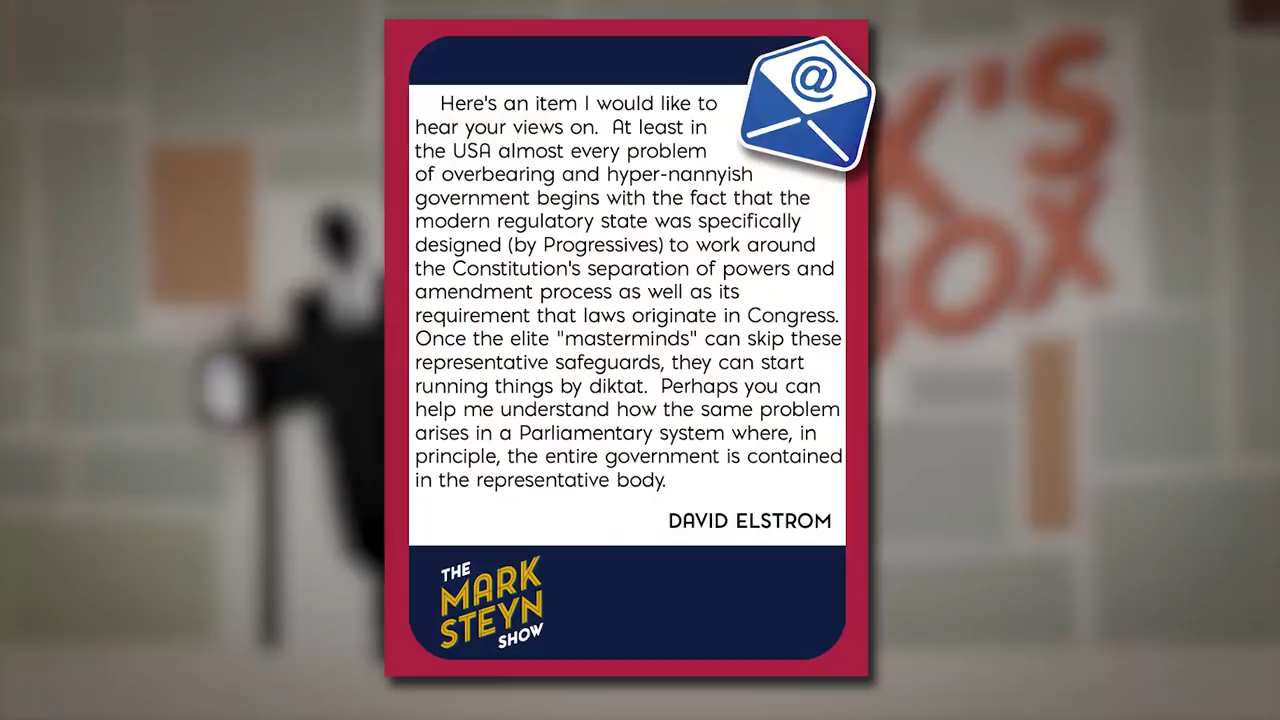 K'S
OX
@
Here's an item I would like to
hear your views on.  At least in
the USA almost every problem
of overbearing and hyper-nannyish
government begins with the fact that the
modern regulatory state was specifically
designed (by Progressives) to work around
the Constitution's separation of powers and
amendment process as well as its
requirement that laws originate in Congress.
Once the elite "masterminds" can skip these
representative safeguards, they can start
running things by diktat.  Perhaps you can
help me understand how the same problem
arises in a Parliamentary system where, in
principle, the entire government is contained
in the representative body.
DAVID ELSTROM
THE
MARK
STEYN
SHOW